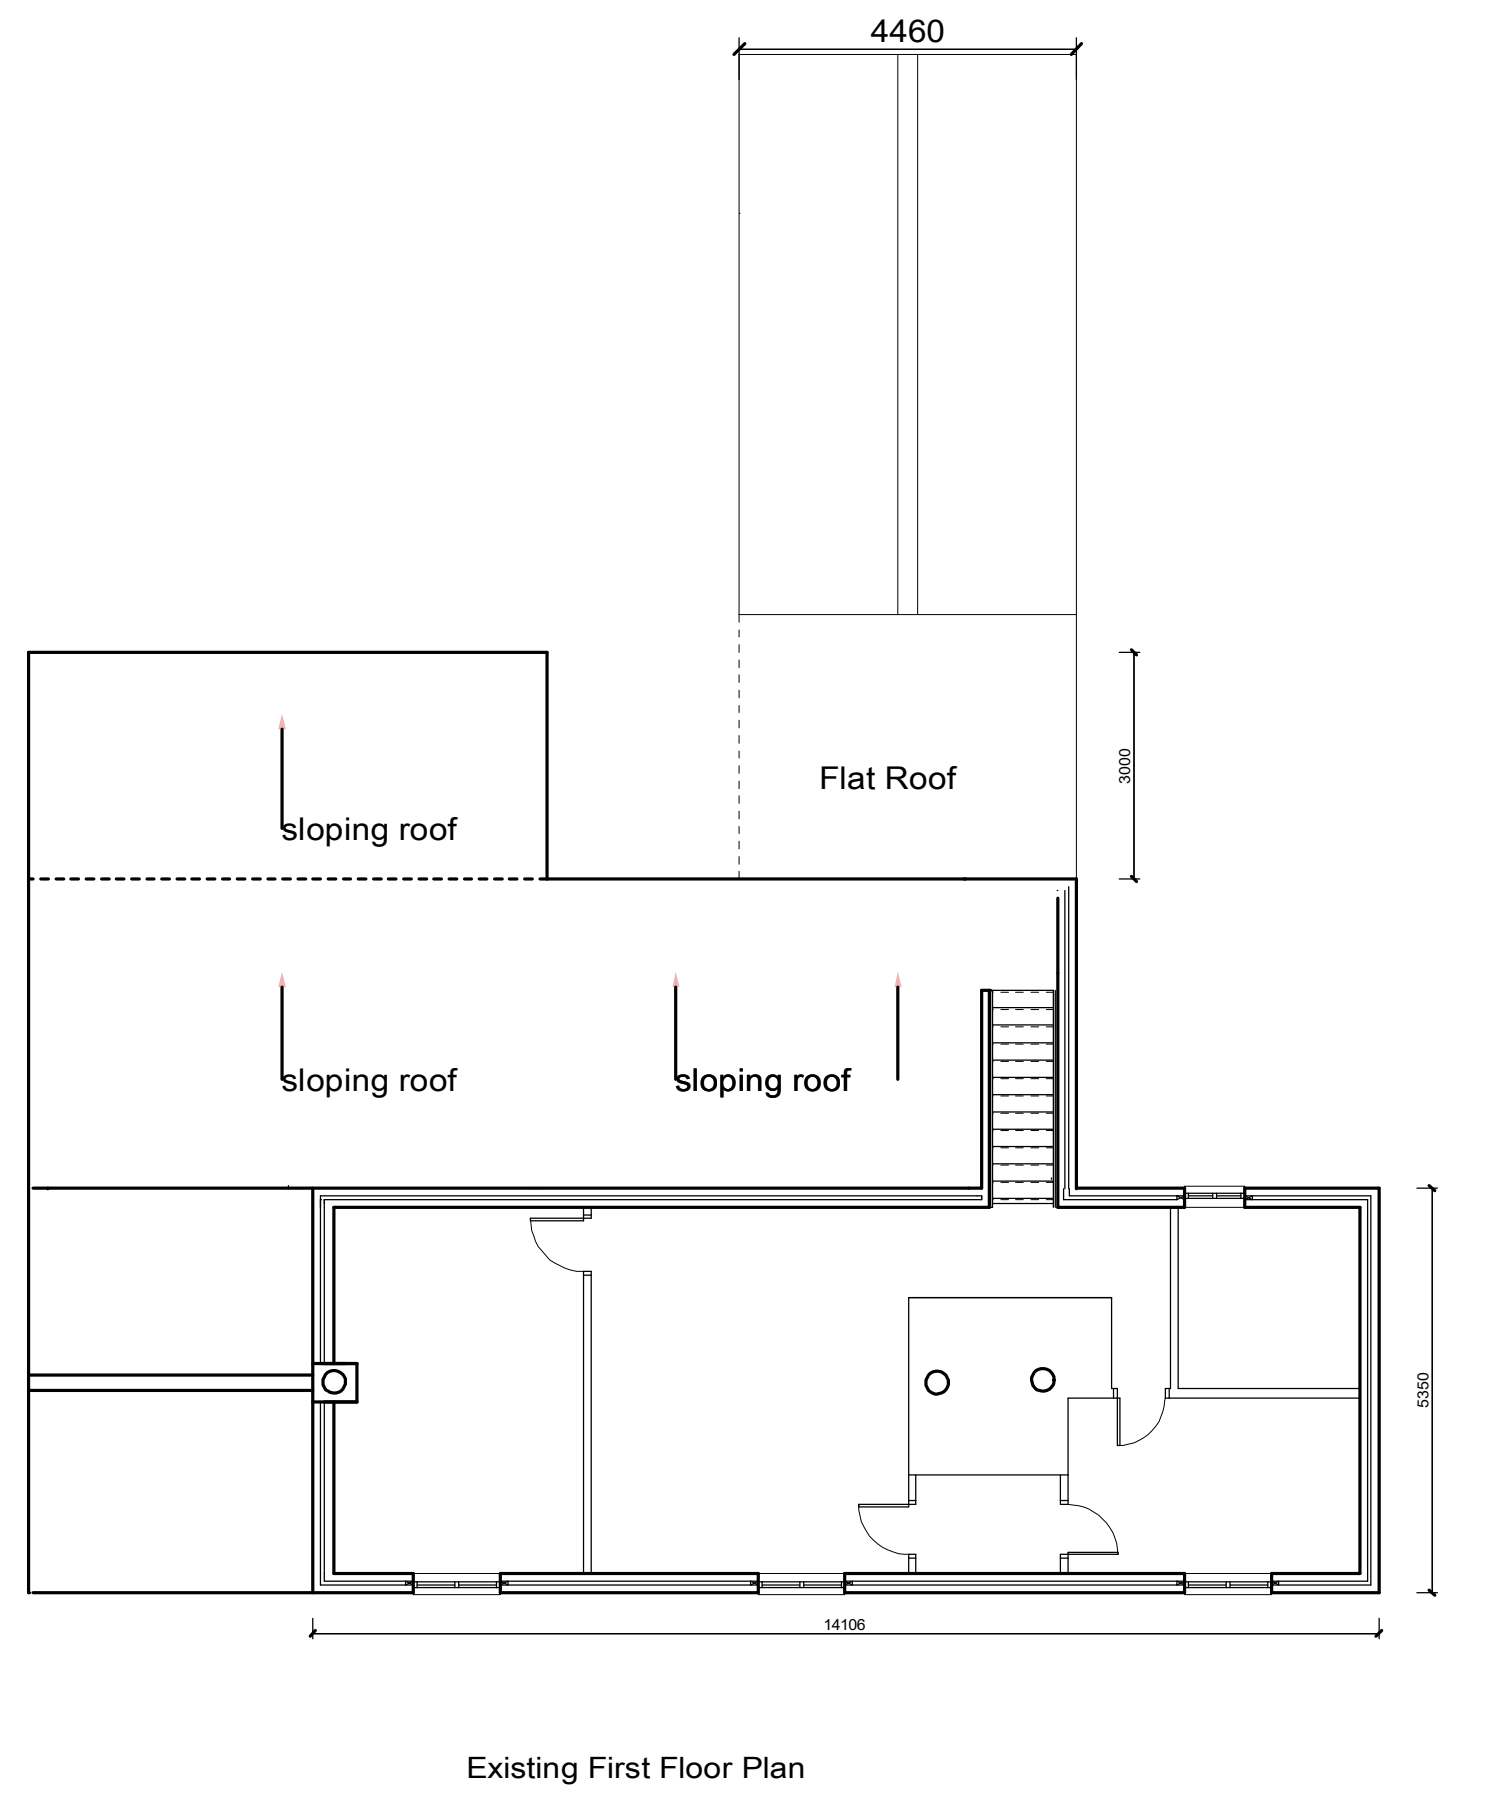 4460
Flat Roof
3000
sloping roof
sloping roof
sloping roof
5350
14106
Existing First Floor Plan